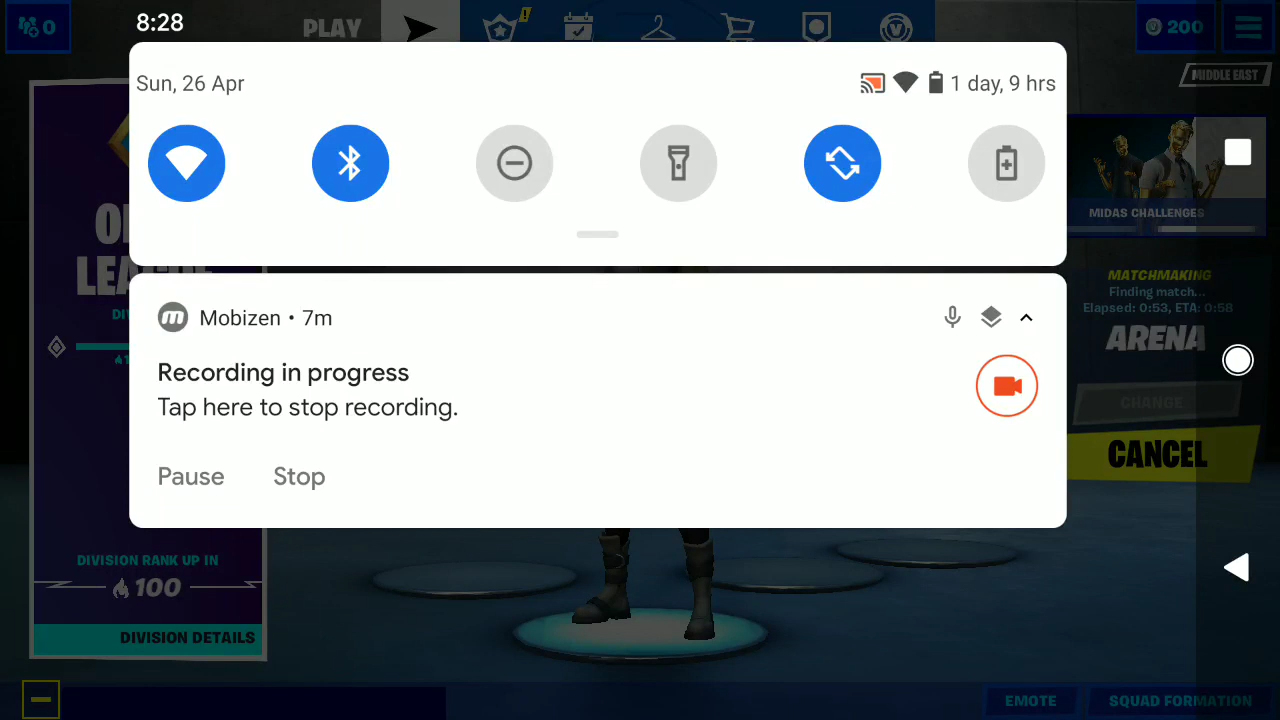 0
8:28
PLAY
200
MIDDLE EAST
Sun, 26 Apr
1 day, 9 hrs
MIDAS CHALLENGES
m Mobizen • 7m
Recording in progress
Tap here to stop recording.
Pause Stop
MATCHMAKING
Finding match...
Elapsed: 0:53, ETA: 0:58
ARENA
CHANGE
CANCEL
DIVISION RANK UP IN
100
DIVISION DETAILS
EMOTE
SQUAD FORMATION